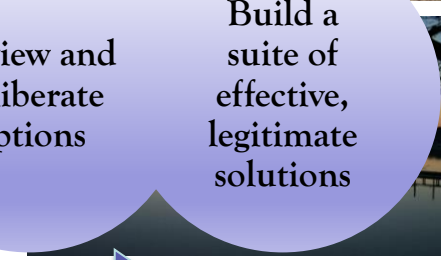 iew and
iberate
ptions
Build a
suite of
effective,
legitimate
solutions